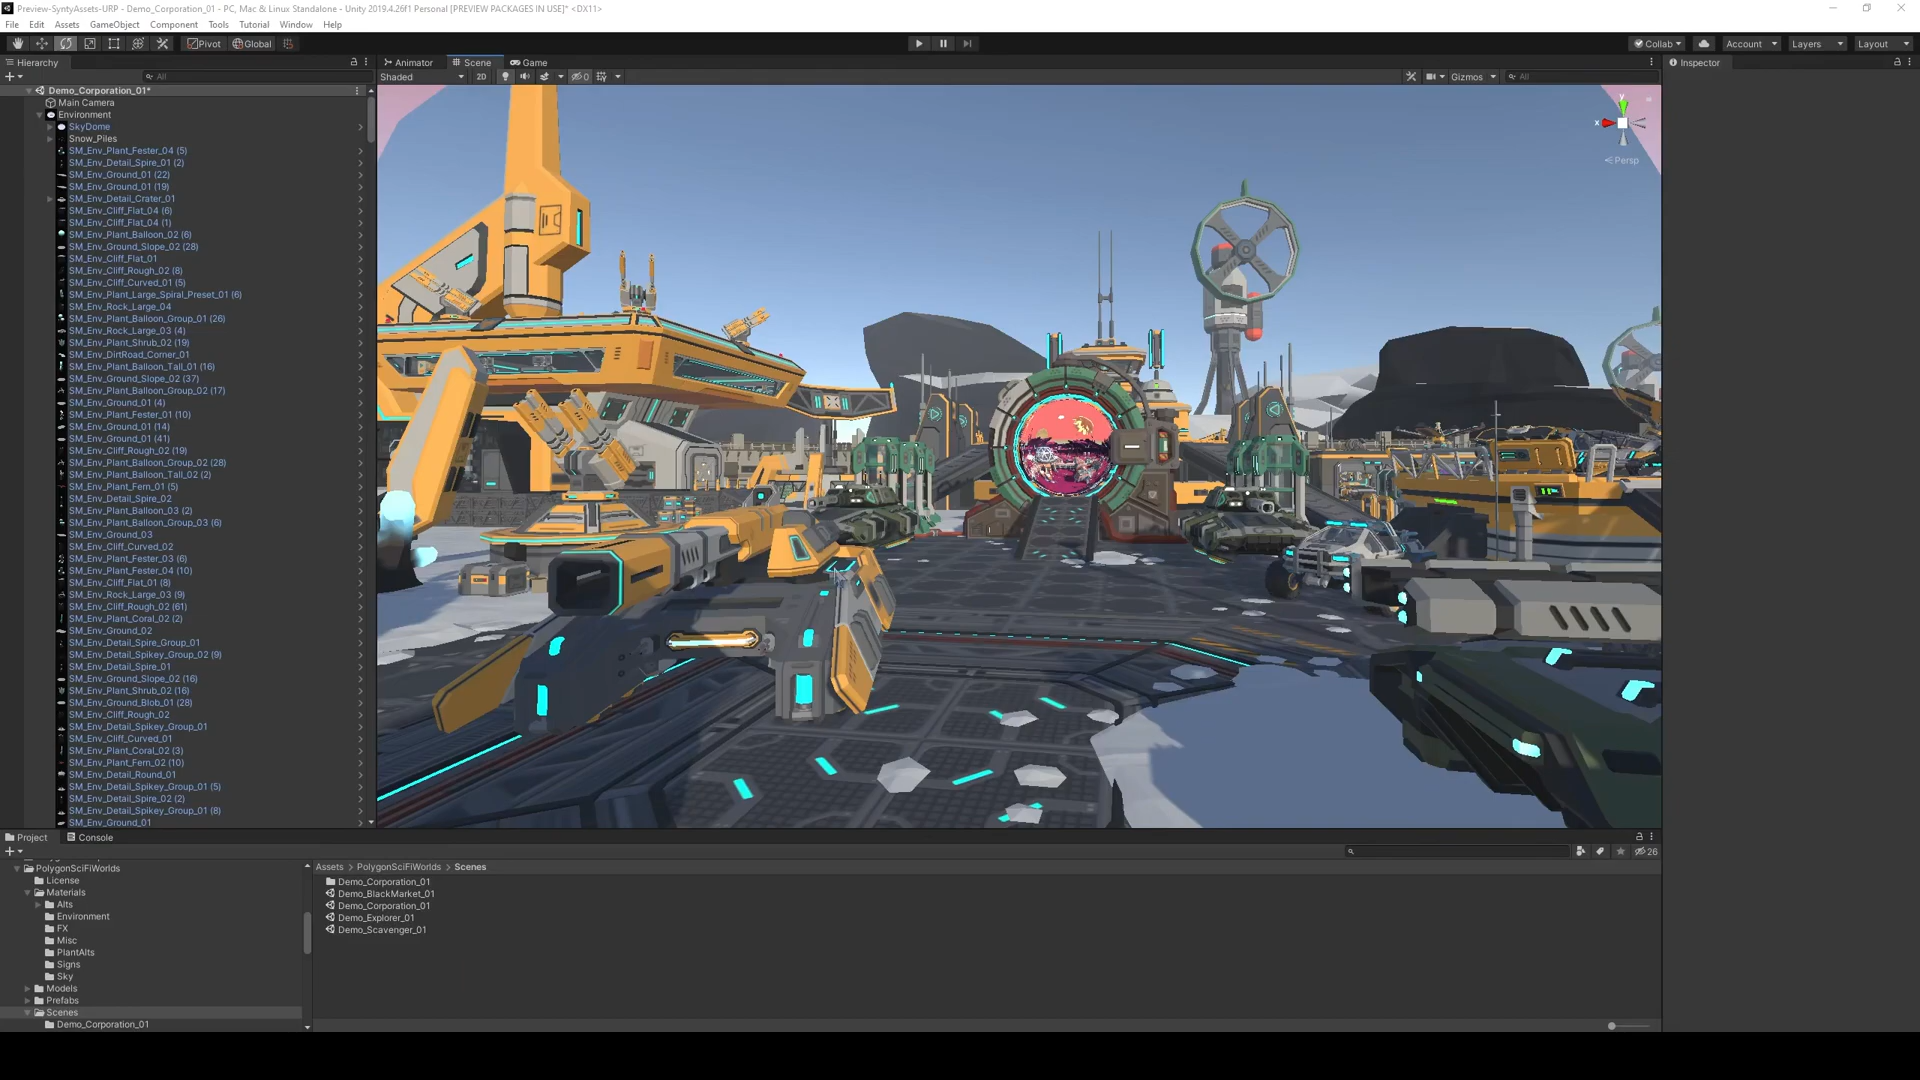 Preview-SyntyAssets-URP - Demo_Corporation_01 - PC, Mac & Linux Standalone - Unity 2019.4.26f1 Personal [PREVIEW PACKAGES IN USE]* <DX11>
File Edit Assets GameObject Component Tools Tutorial Window Help
Pivot Global Collab Account Layers Layout
Hierarchy Animator Scene Game Inspector
All Shaded 2D 0 Gizmos All
Demo_Corporation_01*
Main Camera
Environment
SkyDome
Snow_Piles
SM_Env_Plant_Fester_04 (5)
SM_Env_Detail_Spire_01 (2)
SM_Env_Ground_01 (22)
SM_Env_Ground_01 (19)
SM_Env_Detail_Crater_01
SM_Env_Cliff_Flat_04 (6)
SM_Env_Cliff_Flat_04 (1)
SM_Env_Plant_Balloon_02 (6)
SM_Env_Ground_Slope_02 (28)
SM_Env_Cliff_Flat_01
SM_Env_Cliff_Rough_02 (8)
SM_Env_Cliff_Curved_01 (5)
SM_Env_Plant_Large_Spiral_Preset_01 (6)
SM_Env_Rock_Large_04
SM_Env_Plant_Balloon_Group_01 (26)
SM_Env_Rock_Large_03 (4)
SM_Env_Plant_Shrub_02 (19)
SM_Env_DirtRoad_Corner_01
SM_Env_Plant_Balloon_Tall_01 (16)
SM_Env_Ground_Slope_02 (37)
SM_Env_Plant_Balloon_Group_02 (17)
SM_Env_Ground_01 (4)
SM_Env_Plant_Fester_01 (10)
SM_Env_Ground_01 (14)
SM_Env_Ground_01 (41)
SM_Env_Cliff_Rough_02 (19)
SM_Env_Plant_Balloon_Group_02 (28)
SM_Env_Plant_Balloon_Tall_02 (2)
SM_Env_Plant_Fern_01 (5)
SM_Env_Detail_Spire_02
SM_Env_Plant_Balloon_03 (2)
SM_Env_Plant_Balloon_Group_03 (6)
SM_Env_Ground_03
SM_Env_Cliff_Curved_02
SM_Env_Plant_Fester_03 (6)
SM_Env_Plant_Fester_04 (10)
SM_Env_Cliff_Flat_01 (8)
SM_Env_Rock_Large_03 (9)
SM_Env_Cliff_Rough_02 (61)
SM_Env_Plant_Coral_02 (2)
SM_Env_Ground_02
SM_Env_Detail_Spire_Group_01
SM_Env_Detail_Spikey_Group_02 (9)
SM_Env_Detail_Spire_01
SM_Env_Ground_Slope_02 (16)
SM_Env_Plant_Shrub_02 (16)
SM_Env_Ground_Blob_01 (28)
SM_Env_Cliff_Rough_02
SM_Env_Detail_Spikey_Group_01
SM_Env_Cliff_Curved_01
SM_Env_Plant_Coral_02 (3)
SM_Env_Plant_Fern_02 (10)
SM_Env_Detail_Round_01
SM_Env_Detail_Spikey_Group_01 (5)
SM_Env_Detail_Spire_02 (2)
SM_Env_Detail_Spikey_Group_01 (8)
SM_Env_Ground_01
y
x
Persp
Project Console
26
PolygonSciFiWorlds
License
Materials
Alts
Environment
FX
Misc
PlantAlts
Signs
Sky
Models
Prefabs
Scenes
Demo_Corporation_01
Assets > PolygonSciFiWorlds > Scenes
Demo_Corporation_01
Demo_BlackMarket_01
Demo_Corporation_01
Demo_Explorer_01
Demo_Scavenger_01